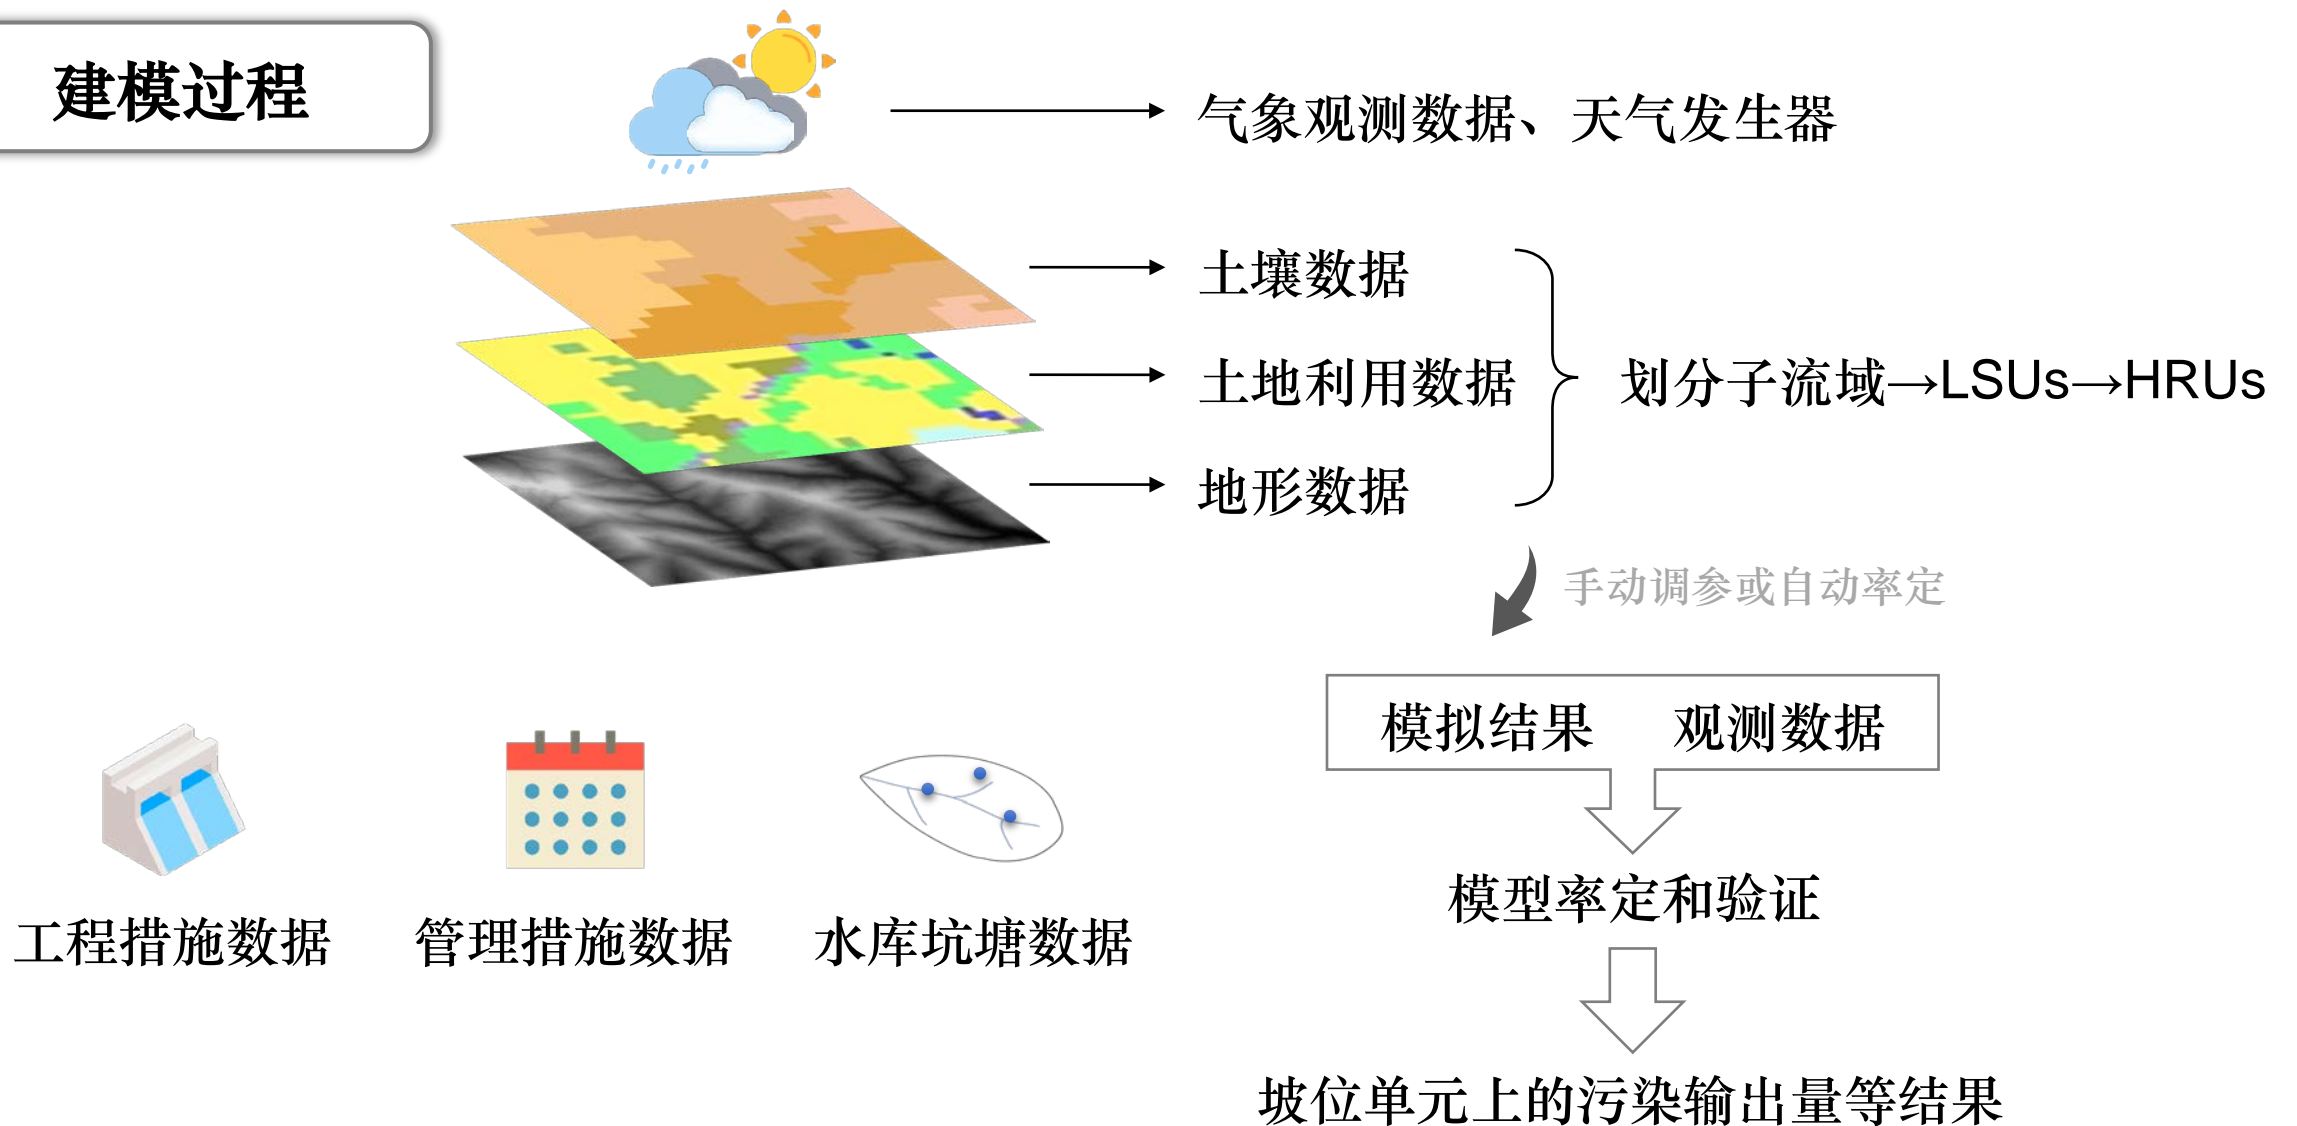 建模过程
气象观测数据、天气发生器
土壤数据
土地利用数据
地形数据
划分子流域→LSUs→HRUs
手动调参或自动率定
模拟结果 观测数据
模型率定和验证
坡位单元上的污染输出量等结果
工程措施数据
管理措施数据
水库坑塘数据